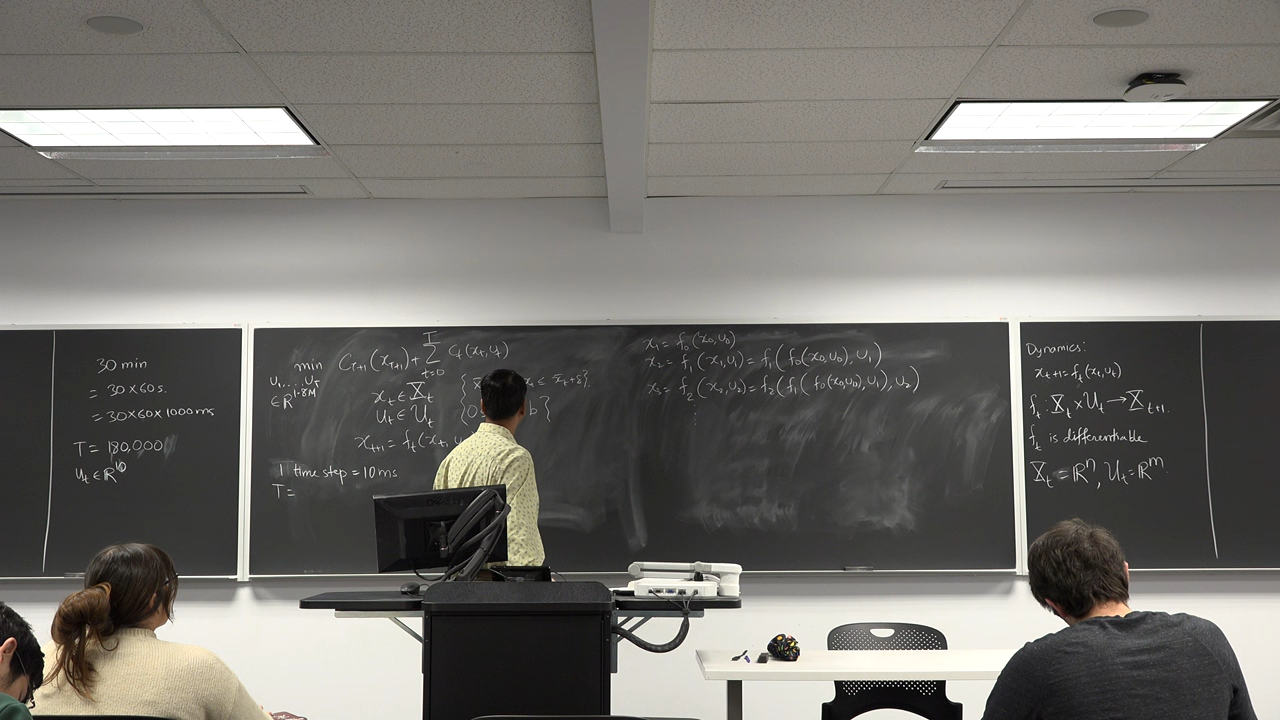 30 min
= 30×60s.
= 30×60×1000ms
T = 180,000
U_t ∈ ℝ^10
min C_{T+1}(x_{T+1}) + Σ_{t=0}^{T} C_t(x_t, u_t)
U_1, ... U_T
∈ ℝ^{1.8M}
x_t ∈ X_t
U_t ∈ U_t
x_{t+1} = f_t(x_t
1 time step = 10 ms
T =
x_1 = f_0(x_0, u_0)
x_2 = f_1(x_1, u_1) = f_1(f_0(x_0, u_0), u_1)
x_3 = f_2(x_2, u_2) = f_2(f_1(f_0(x_0, u_0), u_1), u_2)
⋮
Dynamics:
x_{t+1} = f_t(x_t, u_t)
f_t : X_t × U_t → X_{t+1}.
f_t is differentiable
X_t = ℝ^n, U_t = ℝ^m.